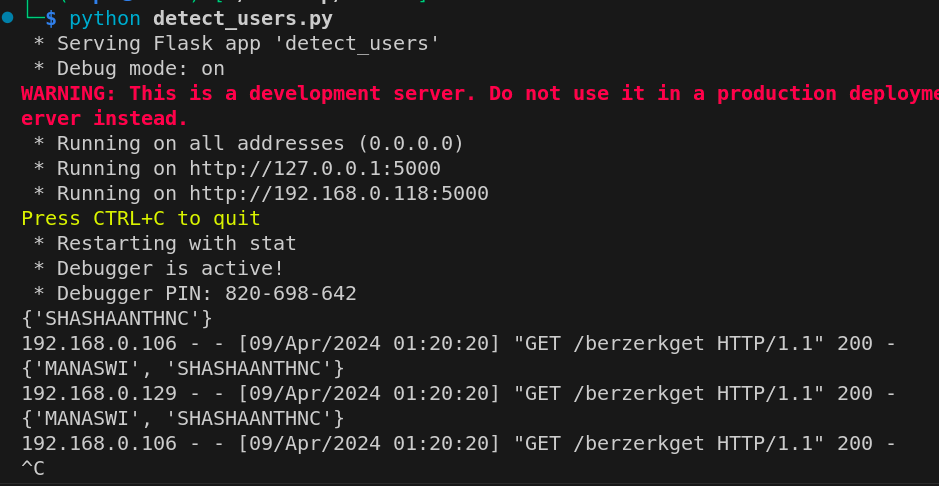 └─$ python detect_users.py
 * Serving Flask app 'detect_users'
 * Debug mode: on
WARNING: This is a development server. Do not use it in a production
erver instead.
 * Running on all addresses (0.0.0.0)
 * Running on http://127.0.0.1:5000
 * Running on http://192.168.0.118:5000
Press CTRL+C to quit
 * Restarting with stat
 * Debugger is active!
 * Debugger PIN: 820-698-642
{'SHASHAANTHNC'}
192.168.0.106 - - [09/Apr/2024 01:20:20] "GET /berzerkget HTTP/1.1" 200 -
{'MANASWI', 'SHASHAANTHNC'}
192.168.0.129 - - [09/Apr/2024 01:20:20] "GET /berzerkget HTTP/1.1" 200 -
{'MANASWI', 'SHASHAANTHNC'}
192.168.0.106 - - [09/Apr/2024 01:20:20] "GET /berzerkget HTTP/1.1" 200 -
^C